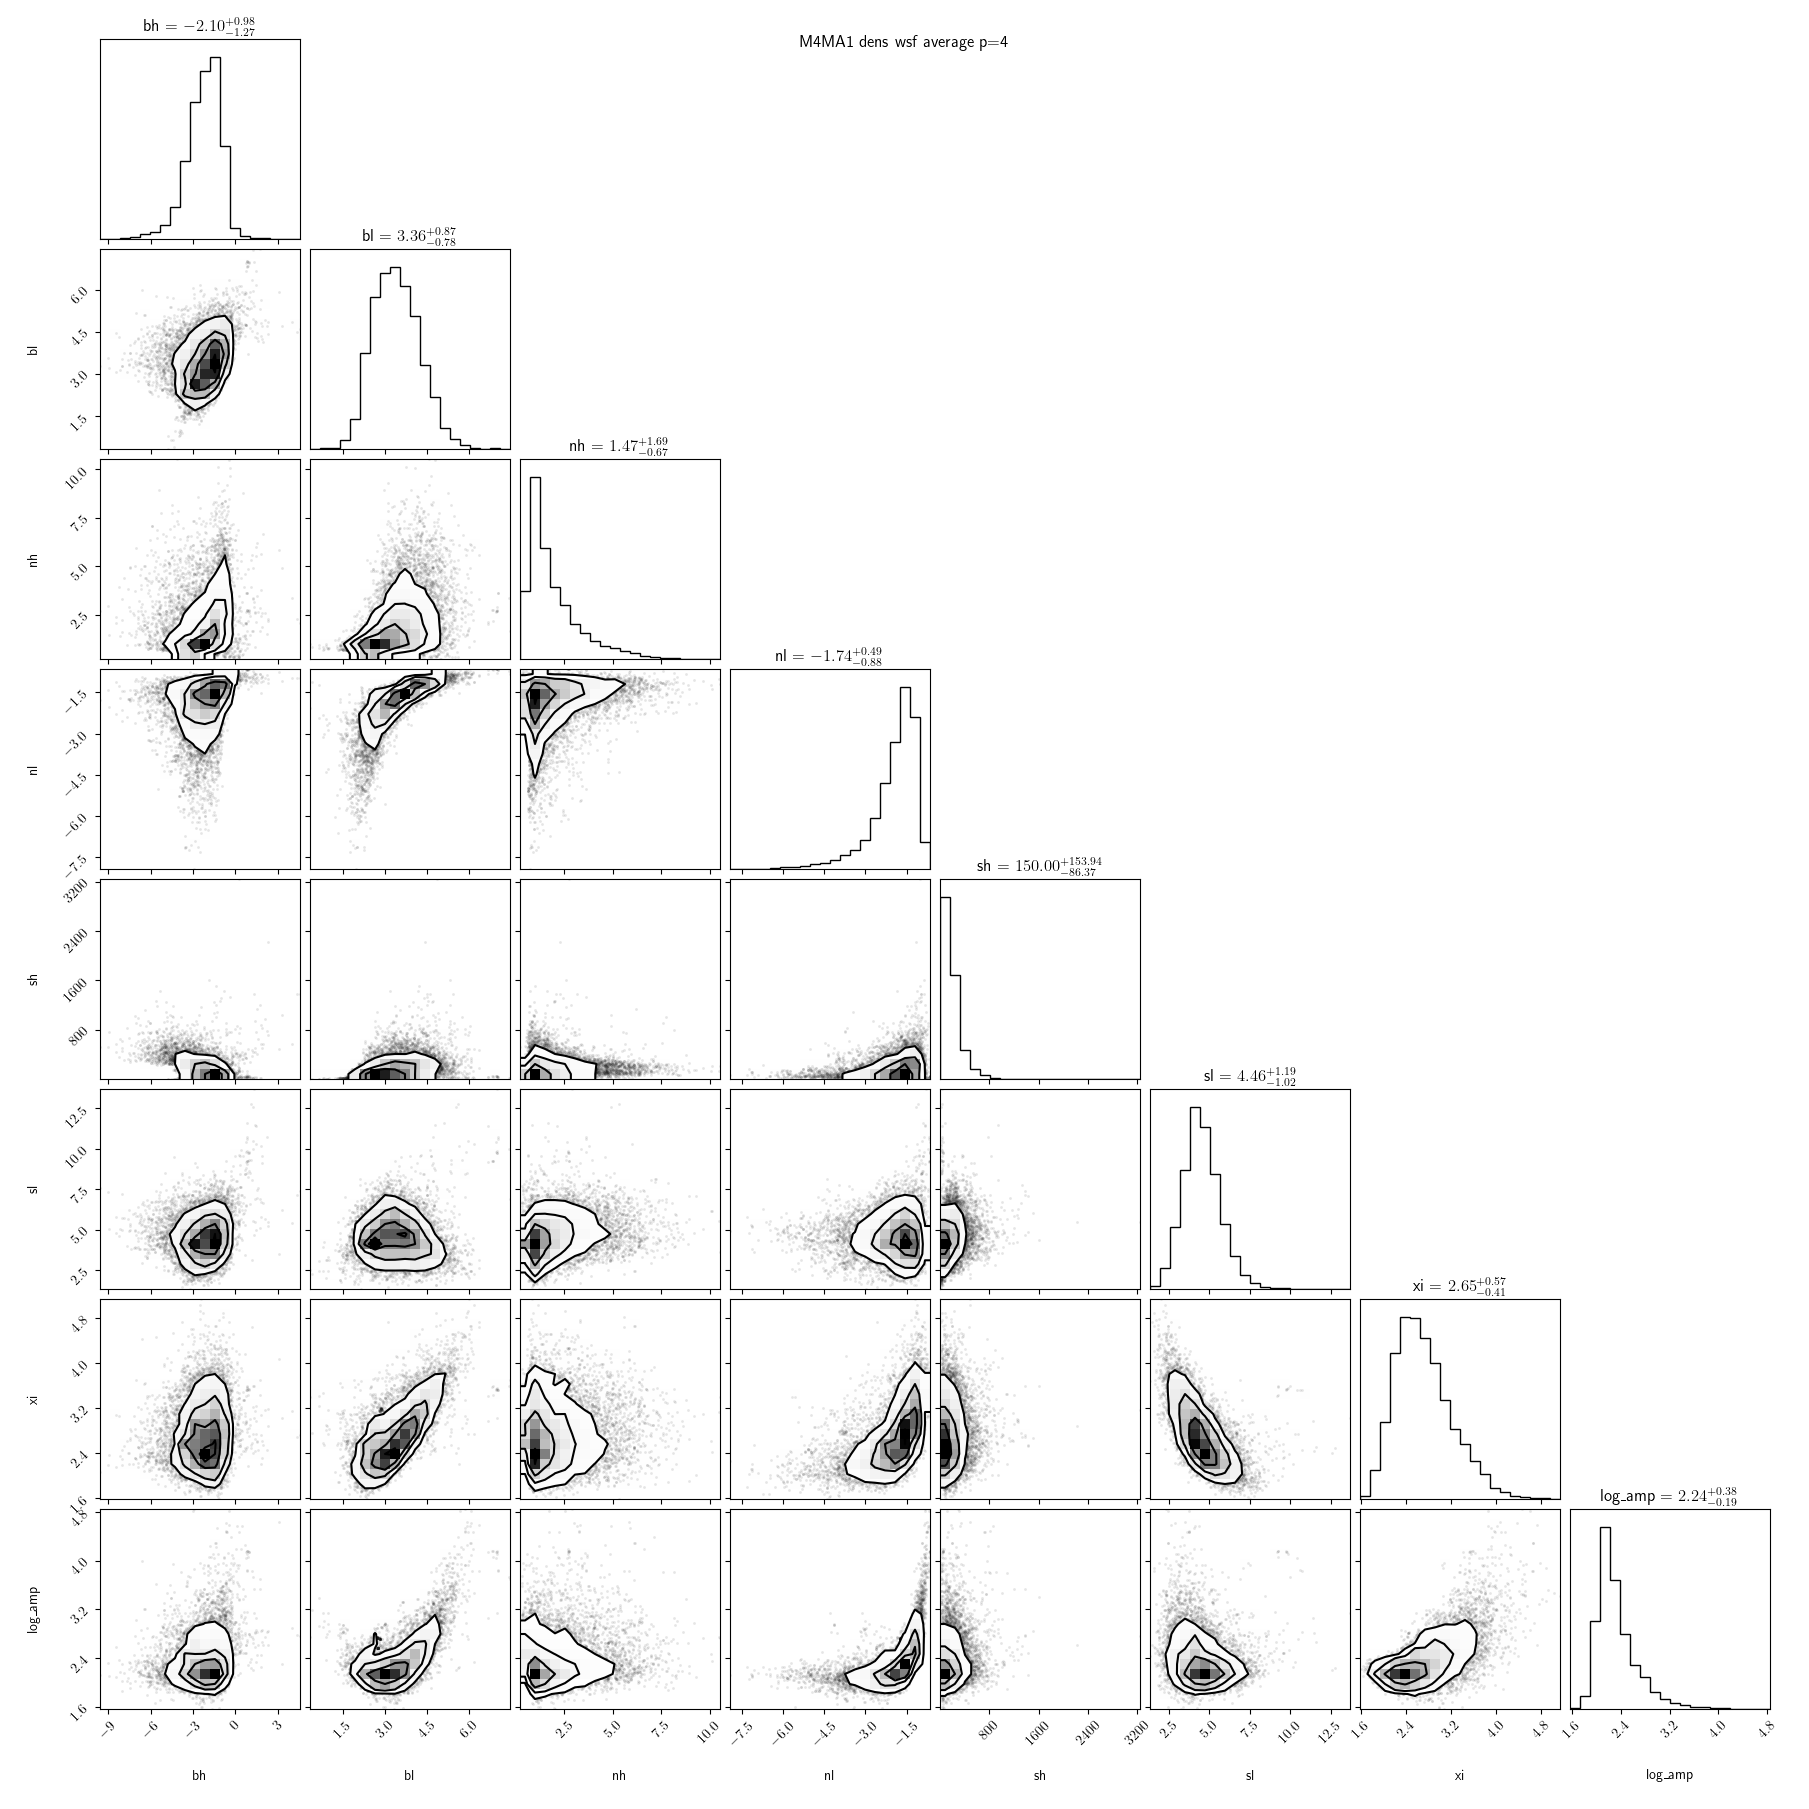 bh = −2.10+0.98−1.27
M4MA1 dens wsf average p=4
bl = 3.36+0.87−0.78
6.0
4.5
3.0
1.5
bl
nh = 1.47+1.69−0.67
10.0
7.5
5.0
2.5
nh
nl = −1.74+0.49−0.88
−1.5
−3.0
−4.5
−6.0
−7.5
nl
sh = 150.00+153.94−86.37
3200
2400
1600
800
sh
sl = 4.46+1.19−1.02
12.5
10.0
7.5
5.0
2.5
sl
xi = 2.65+0.57−0.41
4.8
4.0
3.2
2.4
1.6
xi
log_amp = 2.24+0.38−0.19
4.8
4.0
3.2
2.4
1.6
log_amp
−9 −6 −3 0 3 1.5 3.0 4.5 6.0 2.5 5.0 7.5 10.0 −7.5 −6.0 −4.5 −3.0 −1.5 800 1600 2400 3200 2.5 5.0 7.5 10.0 12.5 1.6 2.4 3.2 4.0 4.8 1.6 2.4 3.2 4.0 4.8
bh bl nh nl sh sl xi log_amp